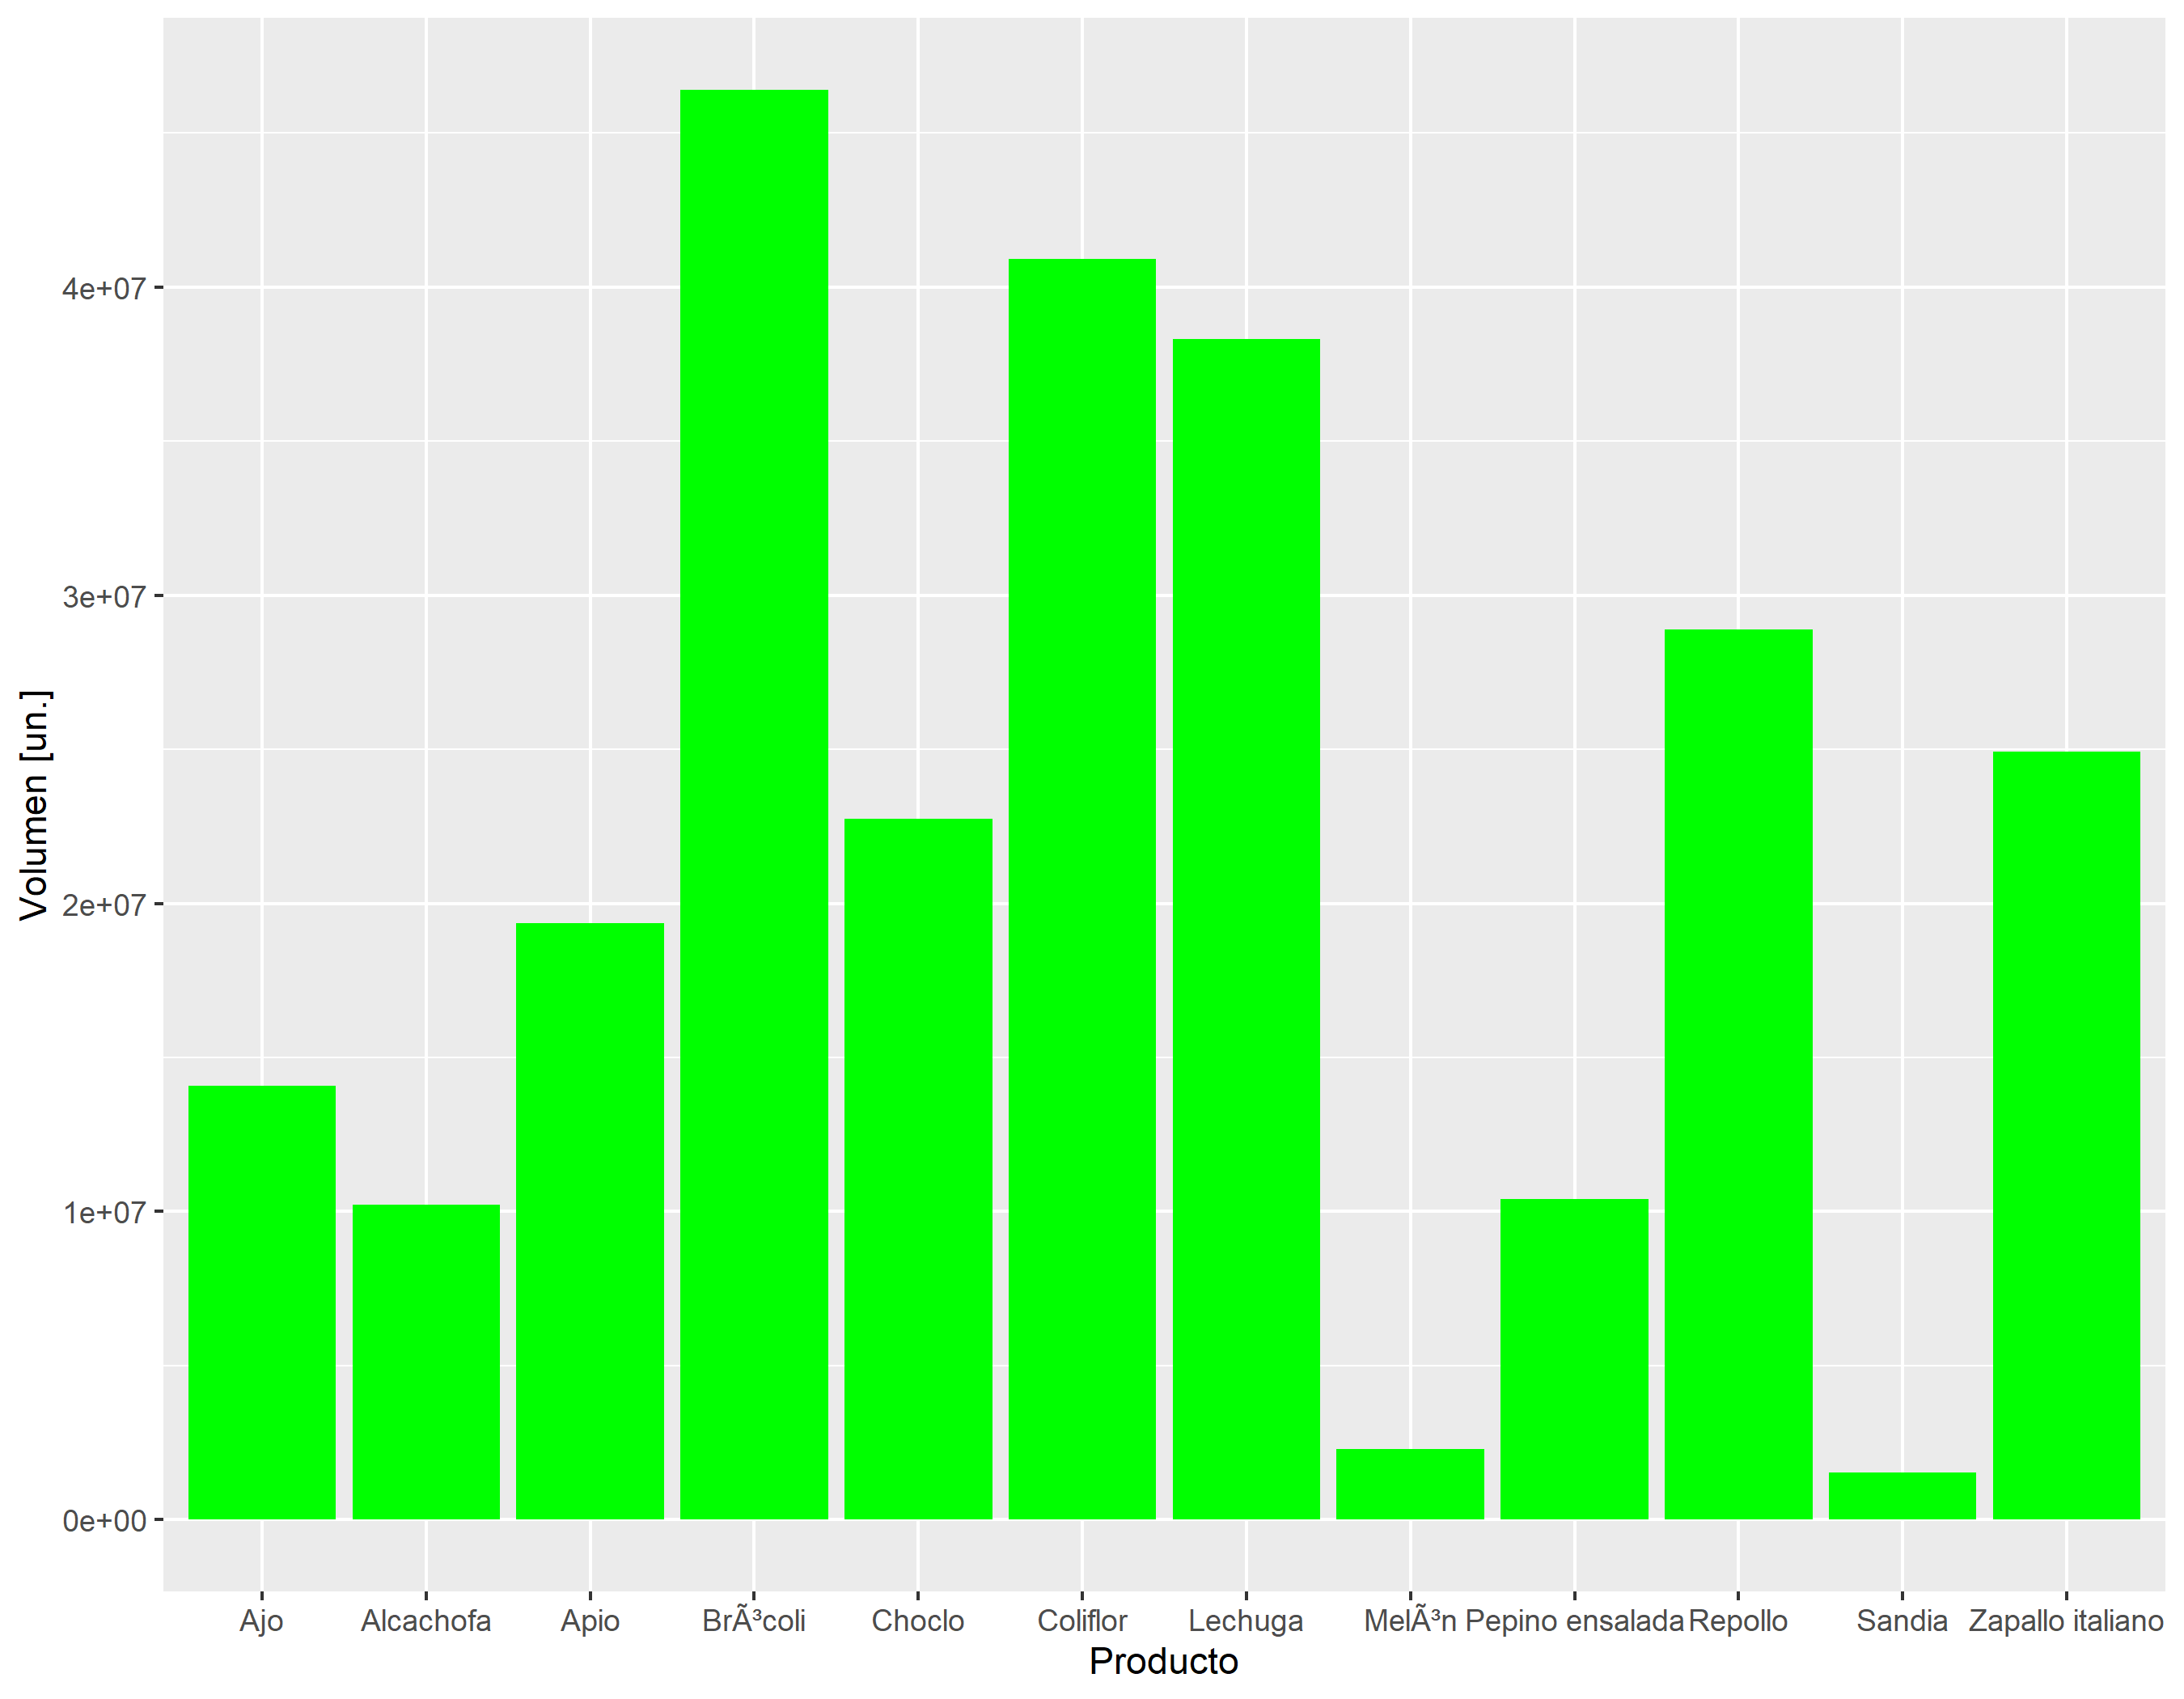 Volumen [un.]
4e+07
3e+07
2e+07
1e+07
0e+00
Ajo Alcachofa Apio BrÃ³coli Choclo Coliflor Lechuga MelÃ³n Pepino ensalada Repollo Sandia Zapallo italiano
Producto